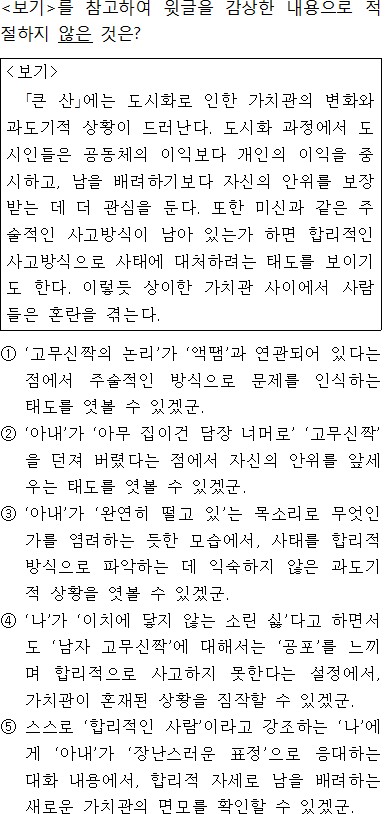 <보기>를 참고하여 윗글을 감상한 내용으로 적
절하지 않은 것은?
<보기>
「큰 산」에는 도시화로 인한 가치관의 변화와
과도기적 상황이 드러난다. 도시화 과정에서 도
시인들은 공동체의 이익보다 개인의 이익을 중
시하고, 남을 배려하기보다 자신의 안위를 보장
받는 데 더 관심을 둔다. 또한 미신과 같은 주
술적인 사고방식이 남아 있는가 하면 합리적인
사고방식으로 사태에 대처하려는 태도를 보이기
도 한다. 이렇듯 상이한 가치관 사이에서 사람
들은 혼란을 겪는다.
① ‘고무신짝의 논리’가 ‘액땜’과 연관되어 있다는
점에서 주술적인 방식으로 문제를 인식하는
태도를 엿볼 수 있겠군.
② ‘아내’가 ‘아무 집이건 담장 너머로’ ‘고무신짝’
을 던져 버렸다는 점에서 자신의 안위를 앞세
우는 태도를 엿볼 수 있겠군.
③ ‘아내’가 ‘완연히 떨고 있’는 목소리로 무엇인
가를 염려하는 듯한 모습에서, 사태를 합리적
방식으로 파악하는 데 익숙하지 않은 과도기
적 상황을 엿볼 수 있겠군.
④ ‘나’가 ‘이치에 닿지 않는 소린 싫’다고 하면서
도 ‘남자 고무신짝’에 대해서는 ‘공포’를 느끼
며 합리적으로 사고하지 못한다는 설정에서,
가치관이 혼재된 상황을 짐작할 수 있겠군.
⑤ 스스로 ‘합리적인 사람’이라고 강조하는 ‘나’에
게 ‘아내’가 ‘장난스러운 표정’으로 응대하는
대화 내용에서, 합리적 자세로 남을 배려하는
새로운 가치관의 면모를 확인할 수 있겠군.